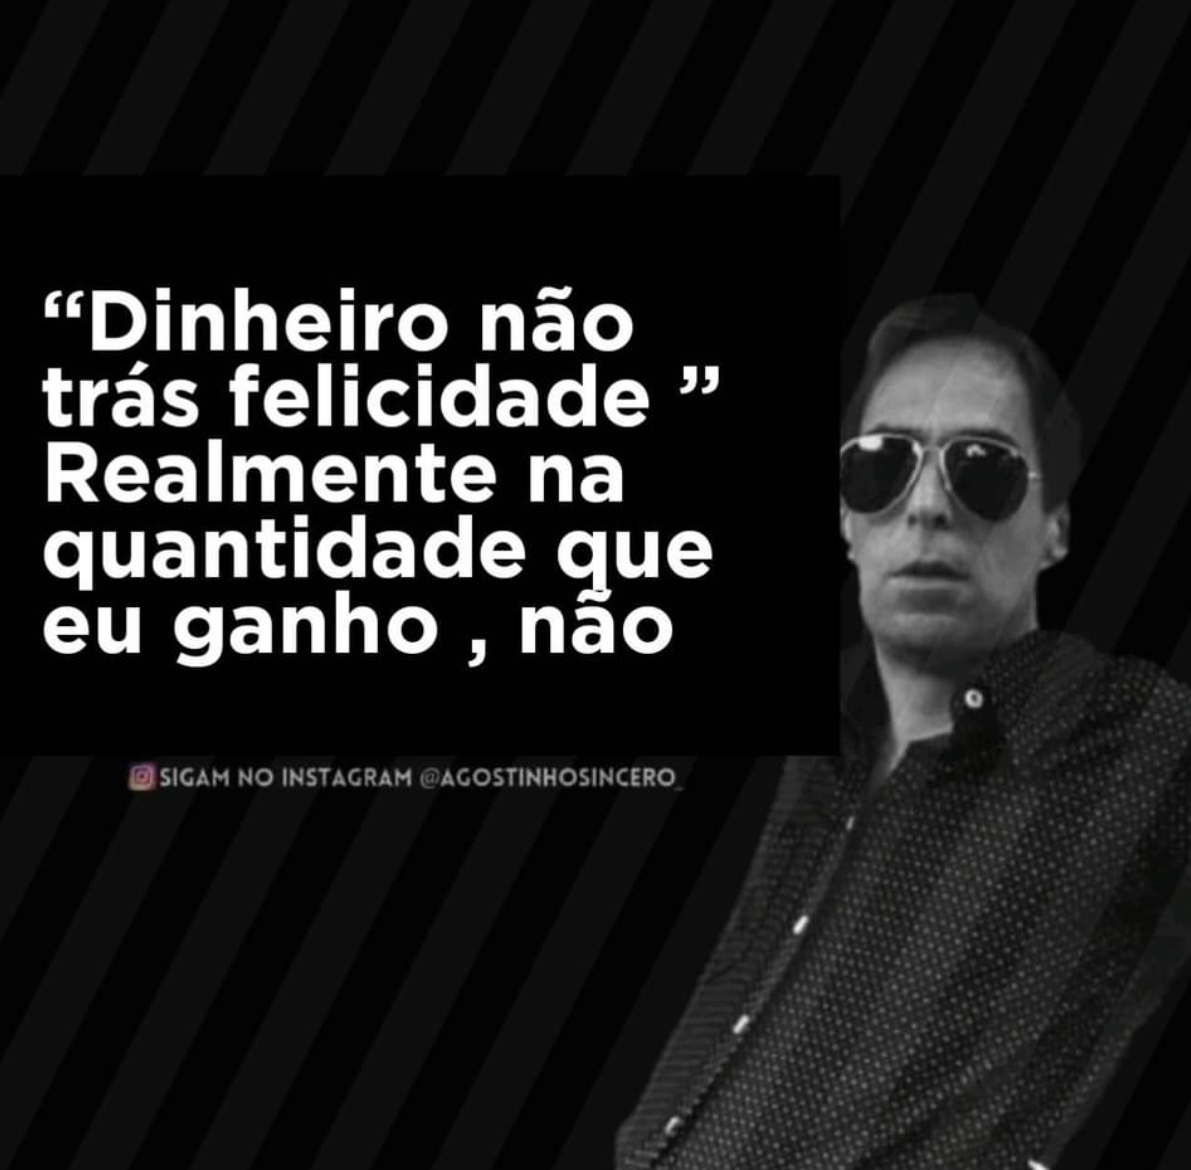 “Dinheiro não
trás felicidade ”
Realmente na
quantidade que
eu ganho , não
SIGAM NO INSTAGRAM @AGOSTINHOSINCERO_